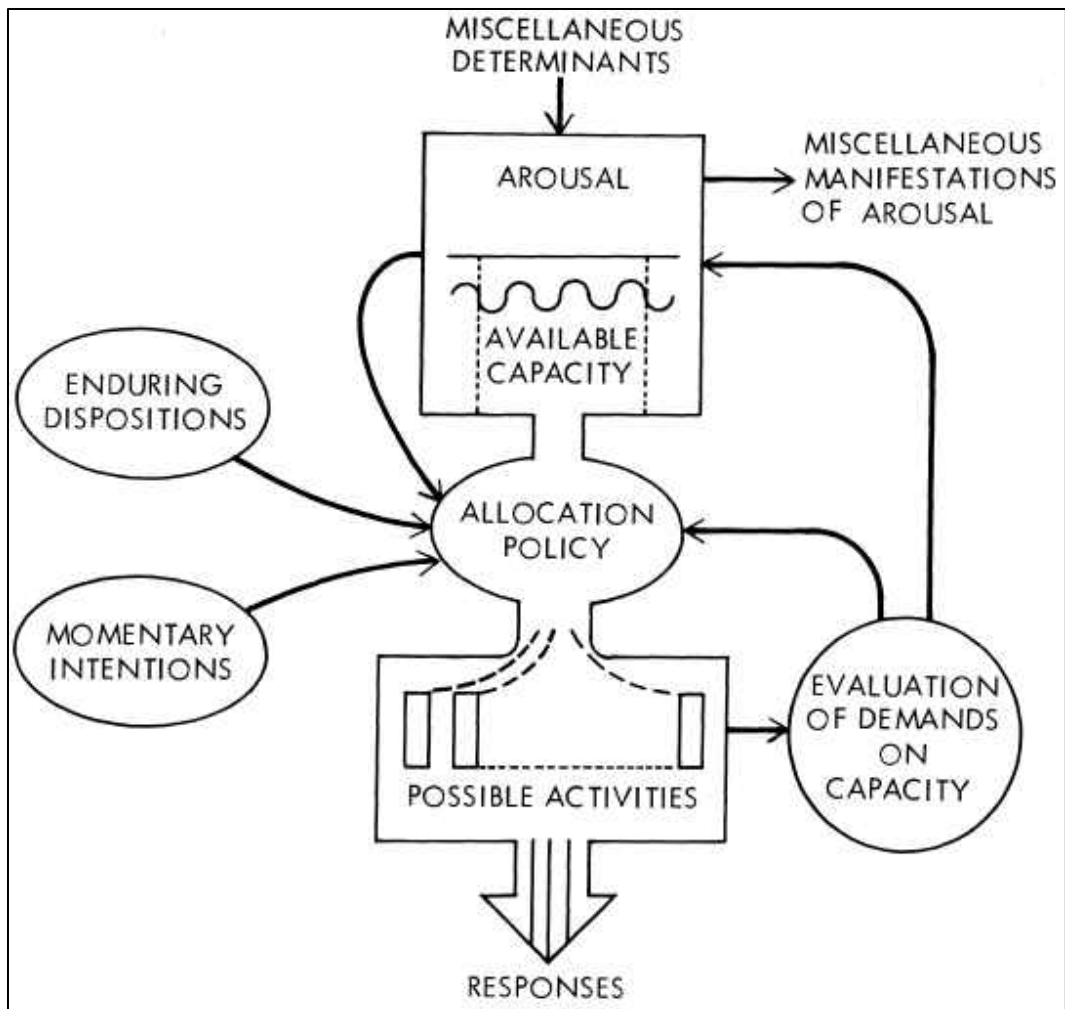 MISCELLANEOUS
DETERMINANTS
AROUSAL
MISCELLANEOUS
MANIFESTATIONS
OF AROUSAL
AVAILABLE
CAPACITY
ENDURING
DISPOSITIONS
ALLOCATION
POLICY
MOMENTARY
INTENTIONS
EVALUATION
OF DEMANDS
ON
CAPACITY
POSSIBLE ACTIVITIES
RESPONSES